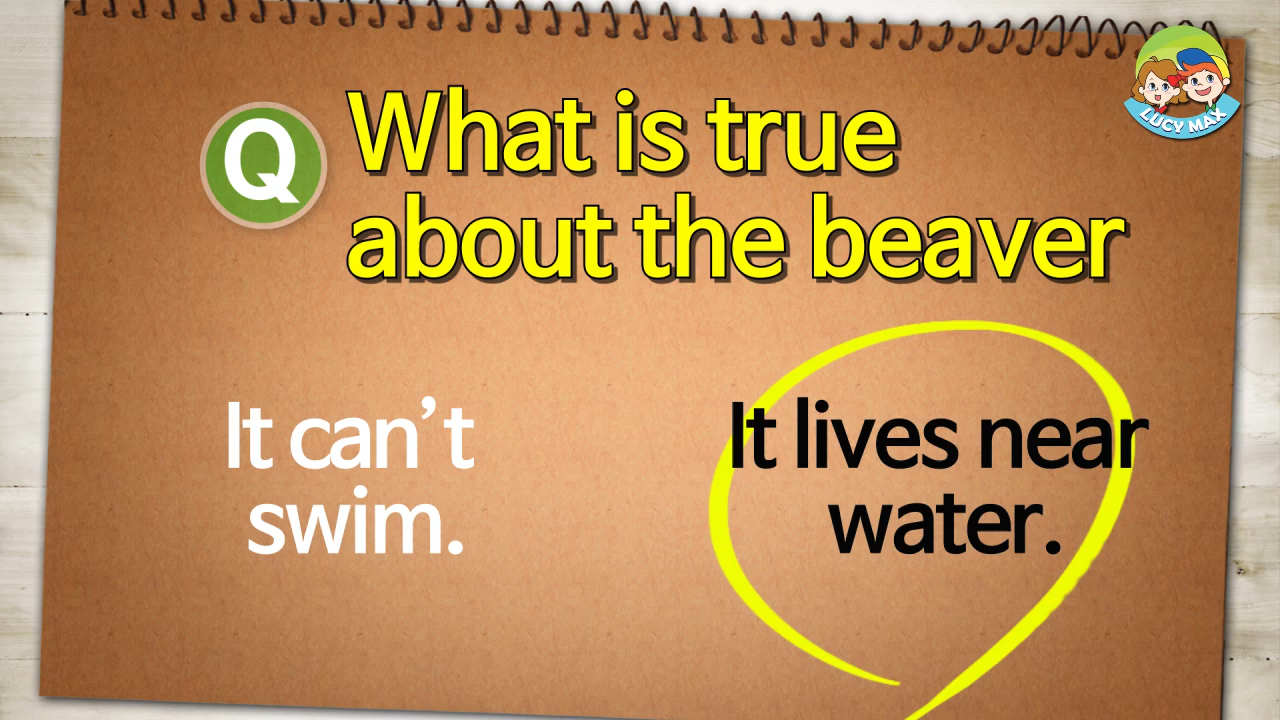 LUCY MAX
Q
What is true
about the beaver
It can't
swim.
It lives near
water.